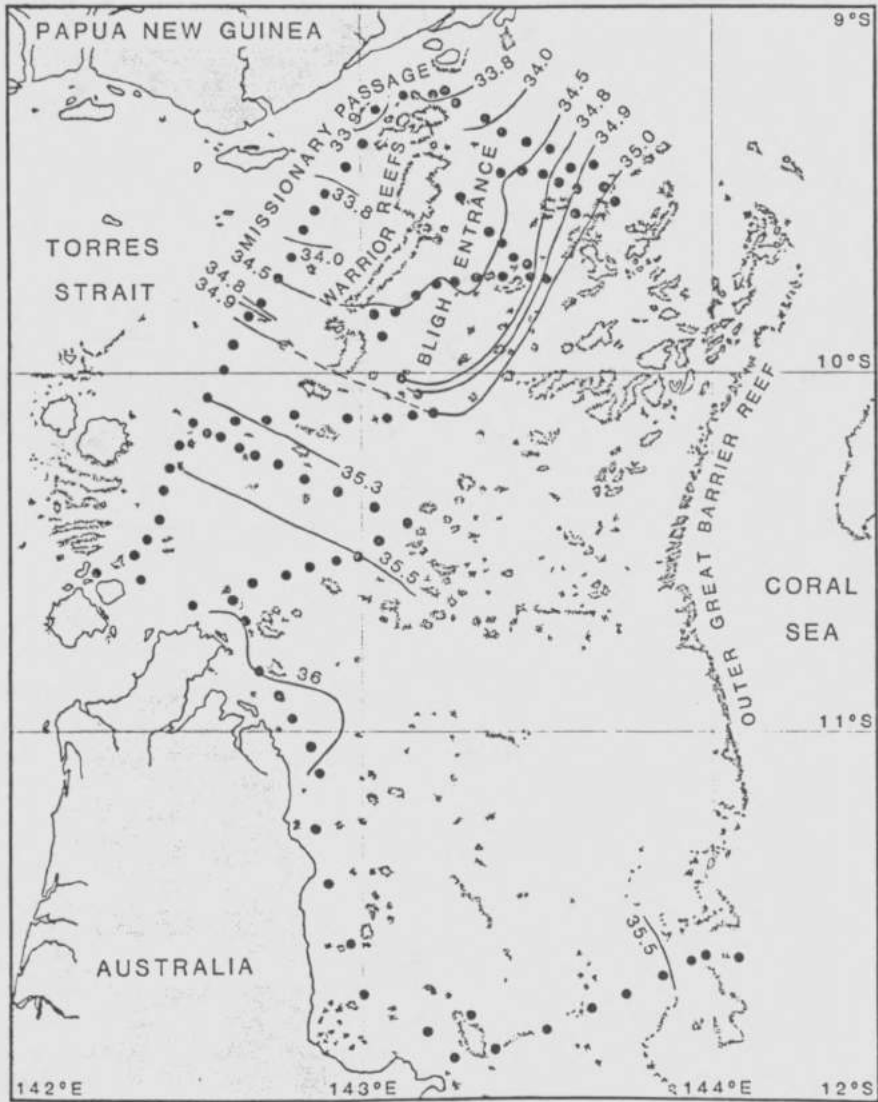 PAPUA NEW GUINEA
9°S
MISSIONARY PASSAGE
33.8
34.0
34.5
34.8
34.9
35.0
33.9
WARRIOR REEFS
BLIGH ENTRANCE
33.8
TORRES
STRAIT
34.0
34.5
34.8
34.9
10°S
OUTER GREAT BARRIER REEF
35.3
35.5
CORAL
SEA
36
11°S
35.5
AUSTRALIA
142°E
143°E
144°E
12°S